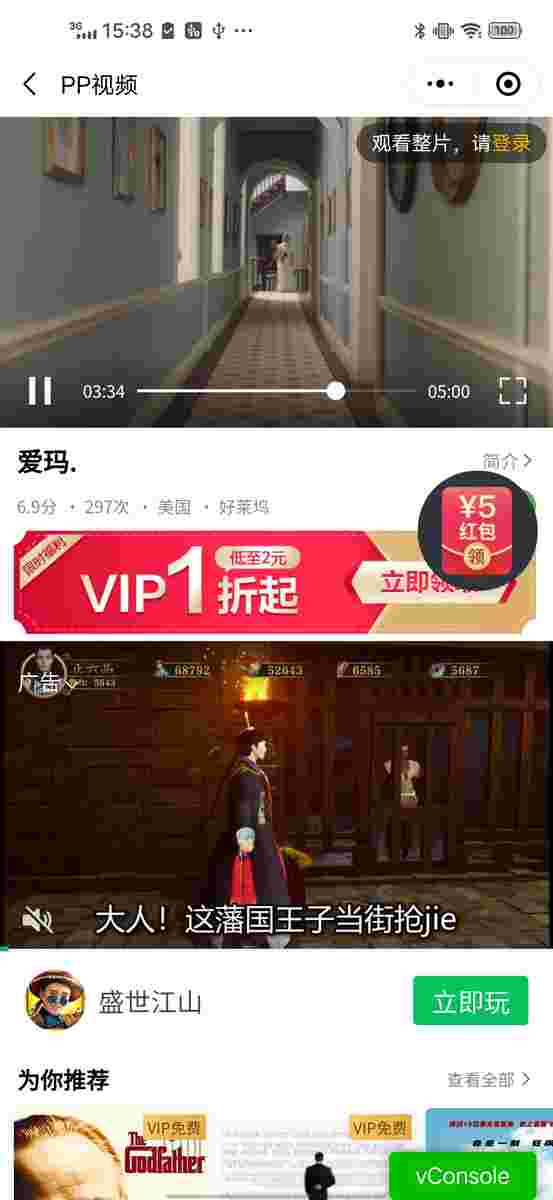 3G 15:38 100
PP视频
观看整片，请登录
03:34 05:00
爱玛.
简介
6.9分 · 297次 · 美国 · 好莱坞
¥5
红包
领
限时福利
VIP1折起
低至2元
立即领
广告
68792 52643 6585 5687
大人！这藩国王子当街抢jie
盛世江山
立即玩
为你推荐
查看全部
VIP免费
The
Godfather
VIP免费
vConsole